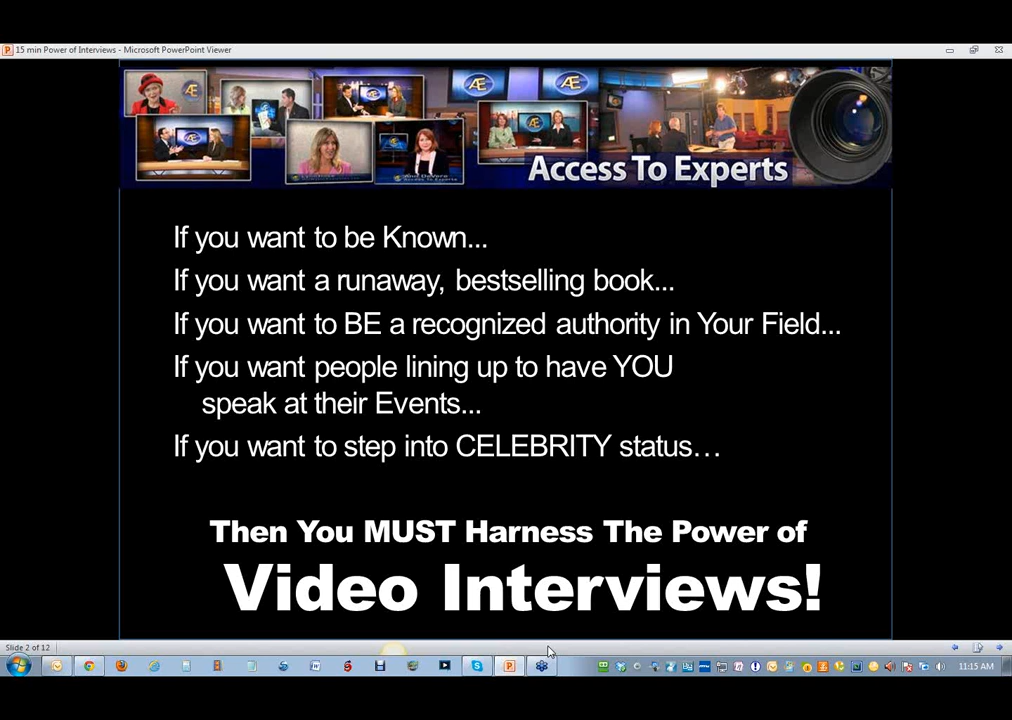 15 min Power of Interviews - Microsoft PowerPoint Viewer
Access To Experts
If you want to be Known...
If you want a runaway, bestselling book...
If you want to BE a recognized authority in Your Field...
If you want people lining up to have YOU
speak at their Events...
If you want to step into CELEBRITY status…
Then You MUST Harness The Power of
Video Interviews!
Slide 2 of 12
11:15 AM